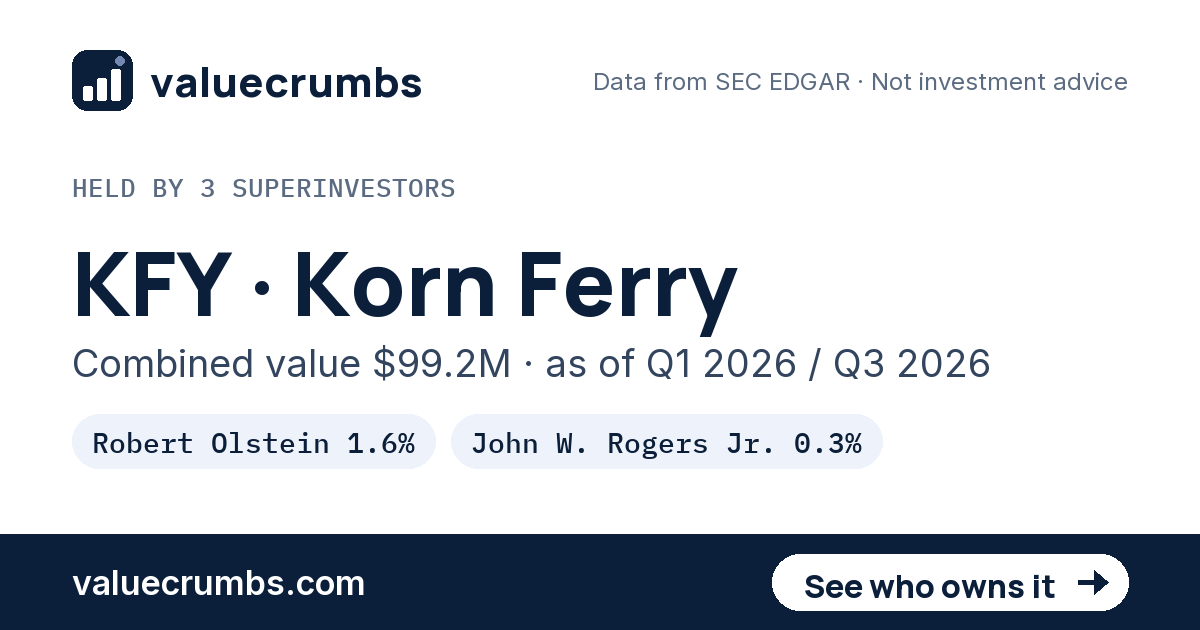 valuecrumbs
Data from SEC EDGAR · Not investment advice
HELD BY 3 SUPERINVESTORS
KFY · Korn Ferry
Combined value $99.2M · as of Q1 2026 / Q3 2026
Robert Olstein 1.6%
John W. Rogers Jr. 0.3%
valuecrumbs.com
See who owns it →